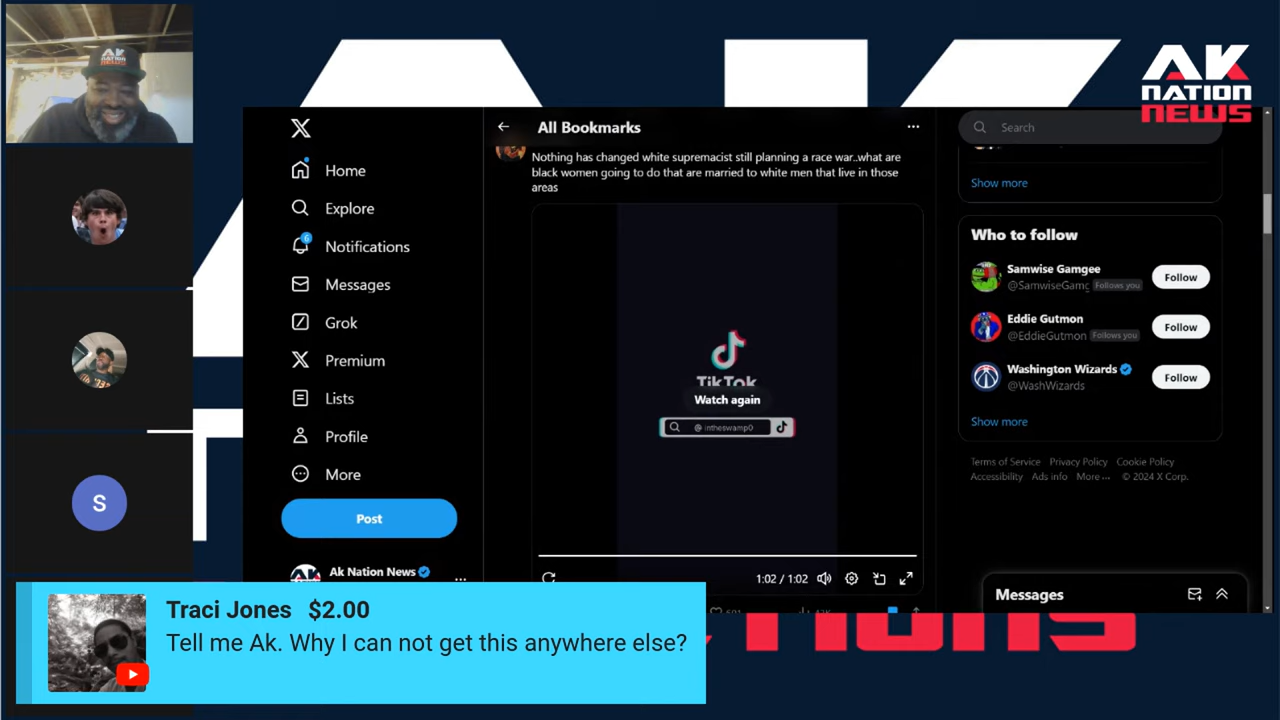 AK
NATION
NEWS
All Bookmarks
Search
Home
Explore
6
Notifications
Messages
Grok
Premium
Lists
Profile
More
Post
Ak Nation News
Nothing has changed white supremacist still planning a race war..what are
black women going to do that are married to white men that live in those
areas
TikTok
Watch again
@intheswamp0
1:02 / 1:02
Show more
Who to follow
Samwise Gamgee
@SamwiseGamg Follows you
Follow
Eddie Gutmon
@EddieGutmon Follows you
Follow
Washington Wizards
@WashWizards
Follow
Show more
Terms of Service Privacy Policy Cookie Policy
Accessibility Ads info More ... © 2024 X Corp.
Messages
S
Traci Jones $2.00
Tell me Ak. Why I can not get this anywhere else?